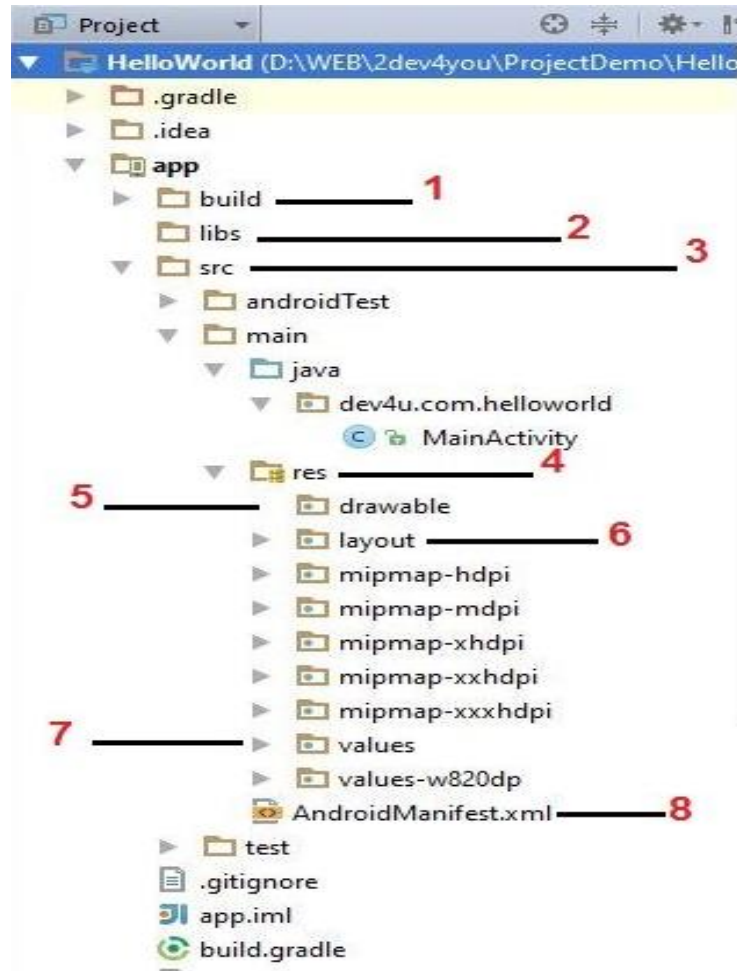 Project
HelloWorld (D:\WEB\2dev4you\ProjectDemo\Hello
.gradle
.idea
app
build 1
libs 2
src 3
androidTest
main
java
dev4u.com.helloworld
MainActivity
res 4
5 drawable
layout 6
mipmap-hdpi
mipmap-mdpi
mipmap-xhdpi
mipmap-xxhdpi
mipmap-xxxhdpi
7 values
values-w820dp
AndroidManifest.xml 8
test
.gitignore
app.iml
build.gradle